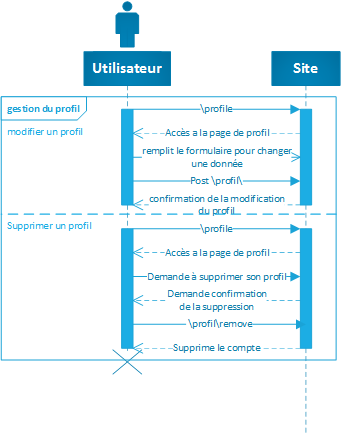 Utilisateur
Site
gestion du profil
\profile
modifier un profil
Accès a la page de profil
remplit le formulaire pour changer
une donnée
Post \profil\
confirmation de la modification
du profil
Supprimer un profil
\profile
Accès a la page de profil
Demande à supprimer son profil
Demande confirmation
de la suppression
\profil\remove
Supprime le compte